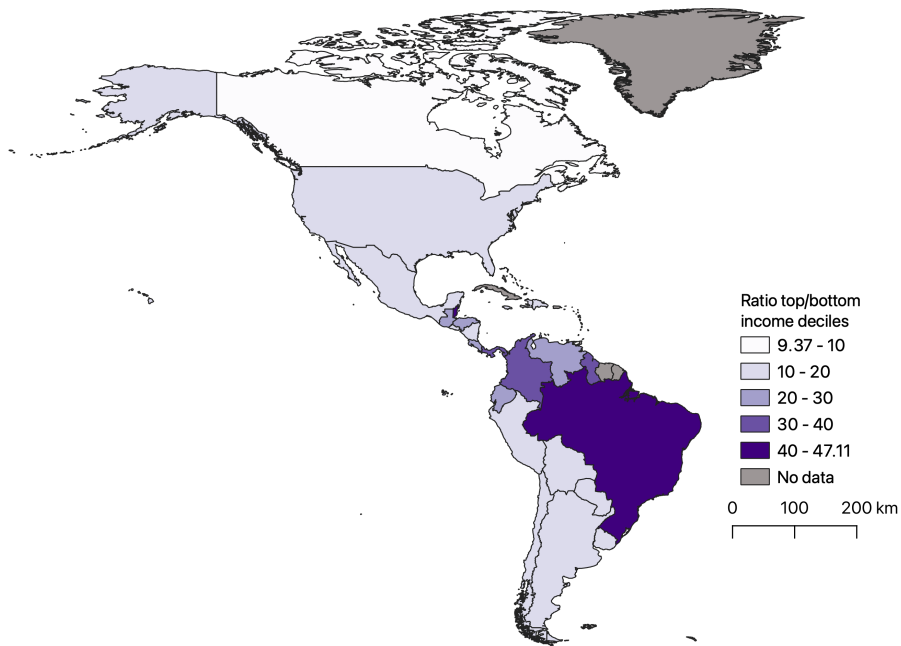 Ratio top/bottom
income deciles
9.37 - 10
10 - 20
20 - 30
30 - 40
40 - 47.11
No data
0 100 200 km